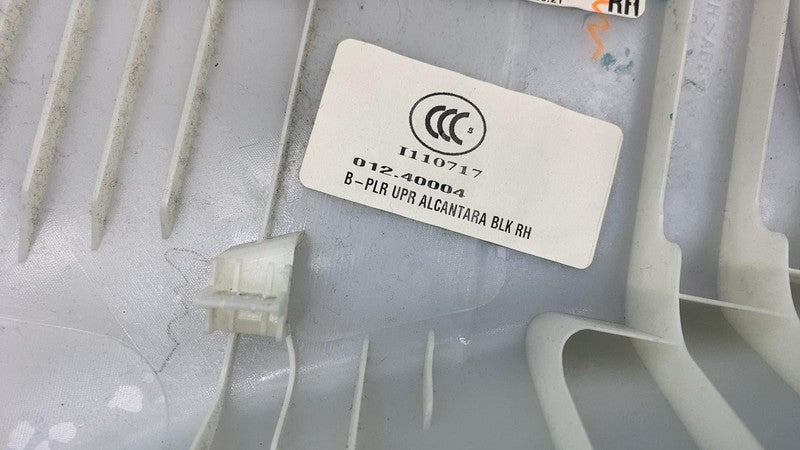 RH
CCC S
I110717
012-40004
B-PLR UPR ALCANTARA BLK RH